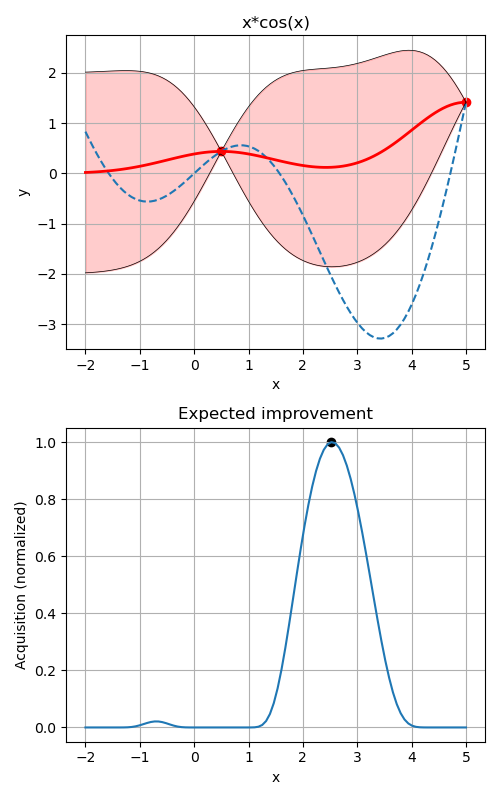 x*cos(x)
2
1
0
−1
−2
−3
y
−2 −1 0 1 2 3 4 5
x
Expected improvement
1.0
0.8
0.6
0.4
0.2
0.0
Acquisition (normalized)
−2 −1 0 1 2 3 4 5
x